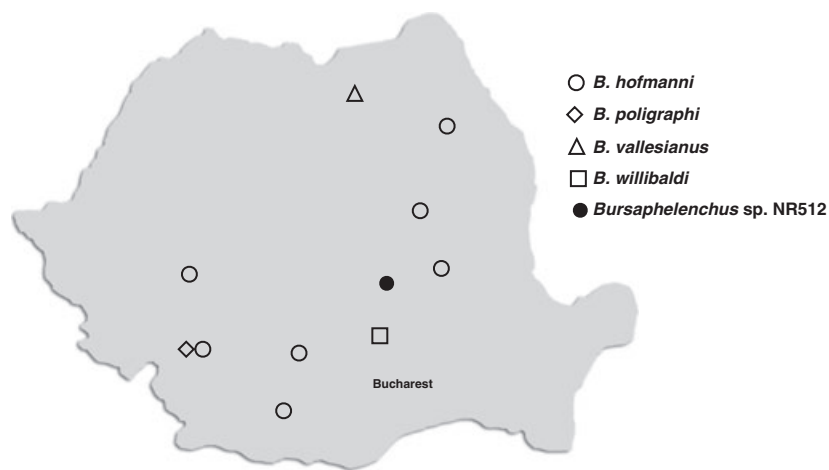 B. hofmanni
B. poligraphi
B. vallesianus
B. willibaldi
Bursaphelenchus sp. NR512
Bucharest